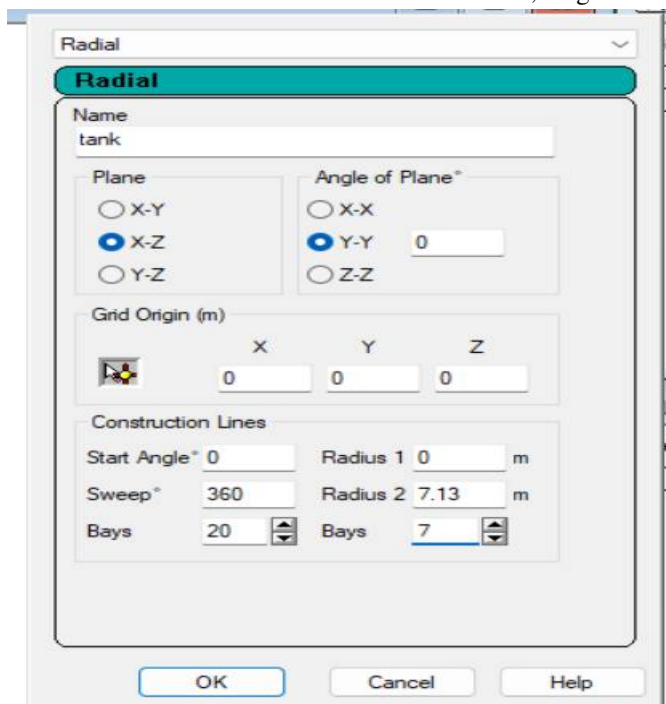 Radial
Radial
Name
tank
Plane
Angle of Plane°
X-Y
X-X
X-Z
Y-Y 0
Y-Z
Z-Z
Grid Origin (m)
X Y Z
0 0 0
Construction Lines
Start Angle° 0 Radius 1 0 m
Sweep° 360 Radius 2 7.13 m
Bays 20 Bays 7
OK Cancel Help